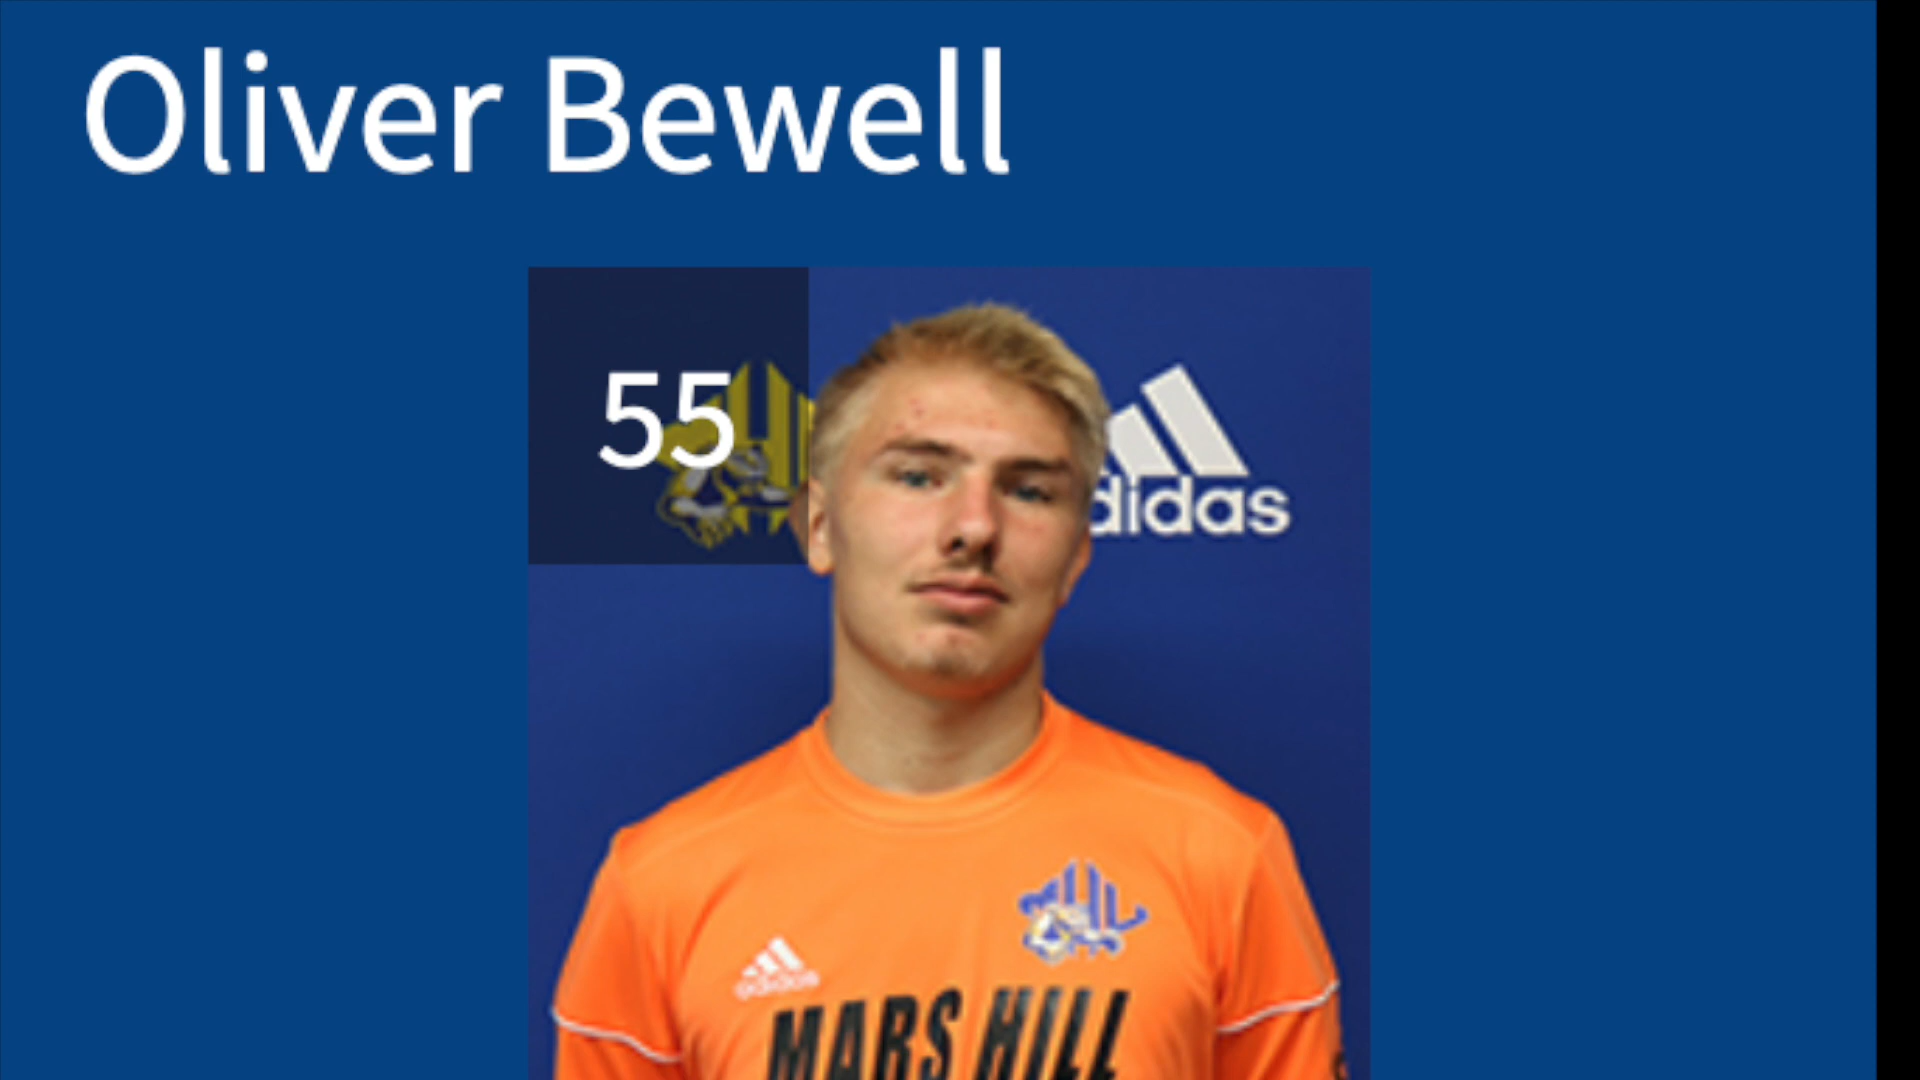 Oliver Bewell
55
adidas
adidas
MARS HILL